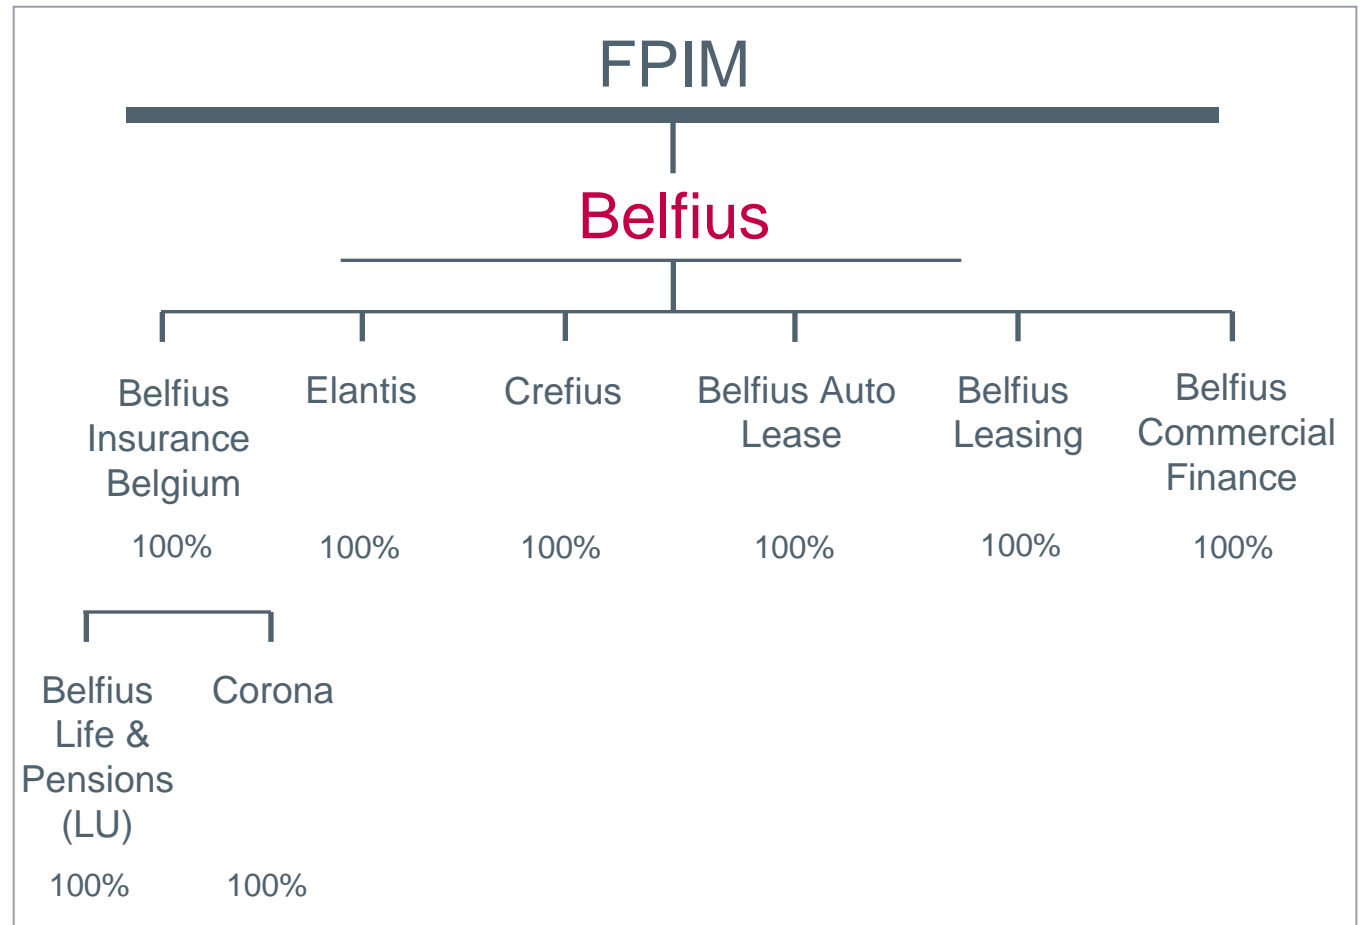 FPIM
Belfius
Belfius
Insurance
Belgium
100%
Elantis
100%
Crefius
100%
Belfius Auto
Lease
100%
Belfius
Leasing
100%
Belfius
Commercial
Finance
100%
Belfius
Life &
Pensions
(LU)
100%
Corona
100%